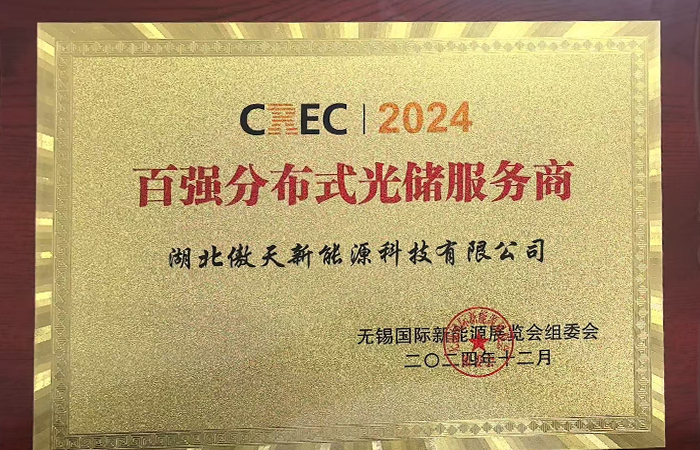 CREC | 2024
百强分布式光储服务商
湖北傲天新能源科技有限公司
无锡国际新能源展览会组委会
二〇二四年十二月